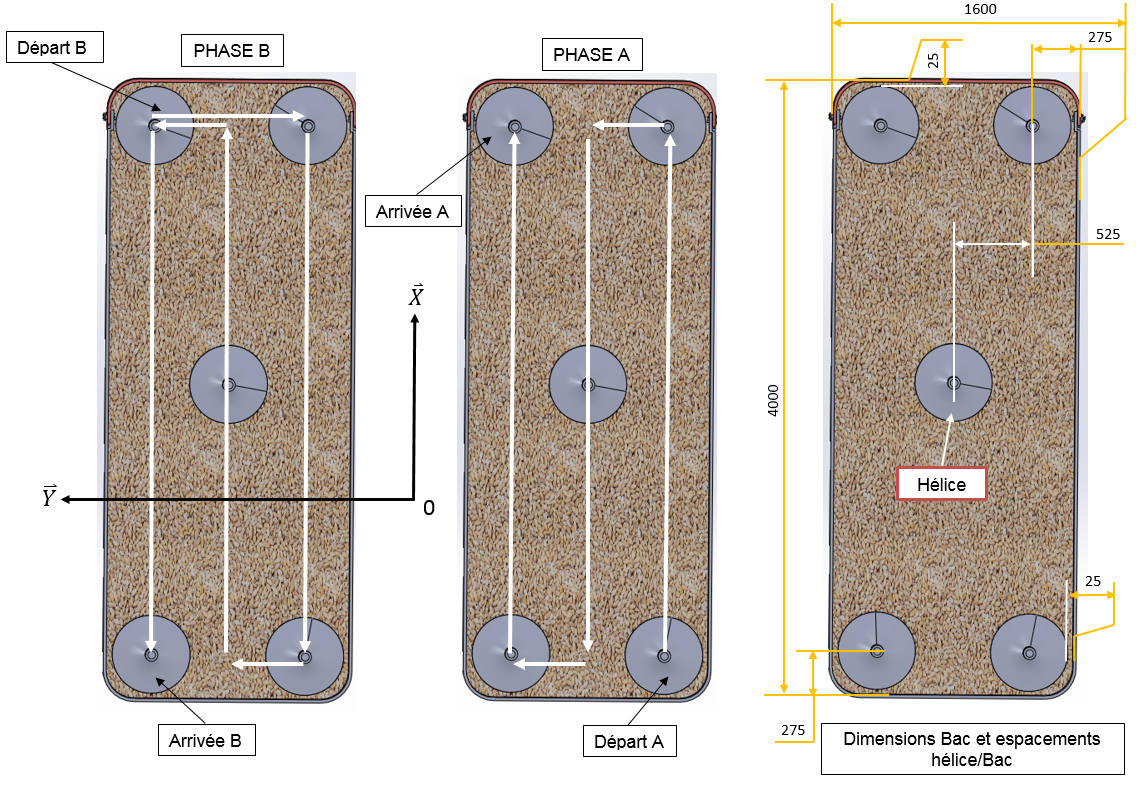 Départ B
PHASE B
PHASE A
1600
275
25
Arrivée A
525
X
4000
Y
0
Hélice
25
275
Arrivée B
Départ A
Dimensions Bac et espacements
hélice/Bac